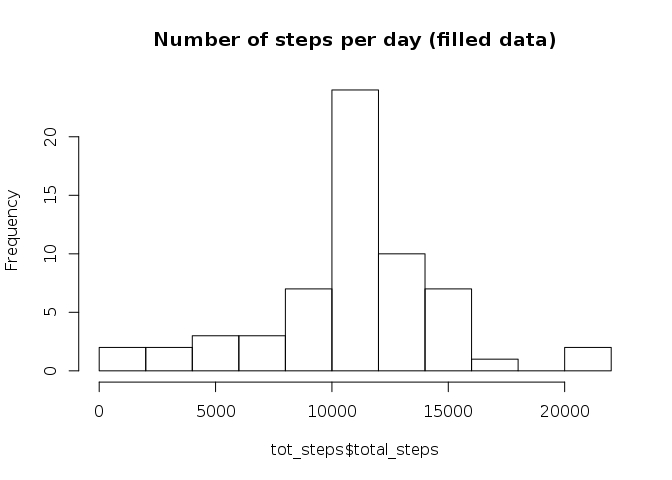 Number of steps per day (filled data)
Frequency
20
15
10
5
0
0 5000 10000 15000 20000
tot_steps$total_steps